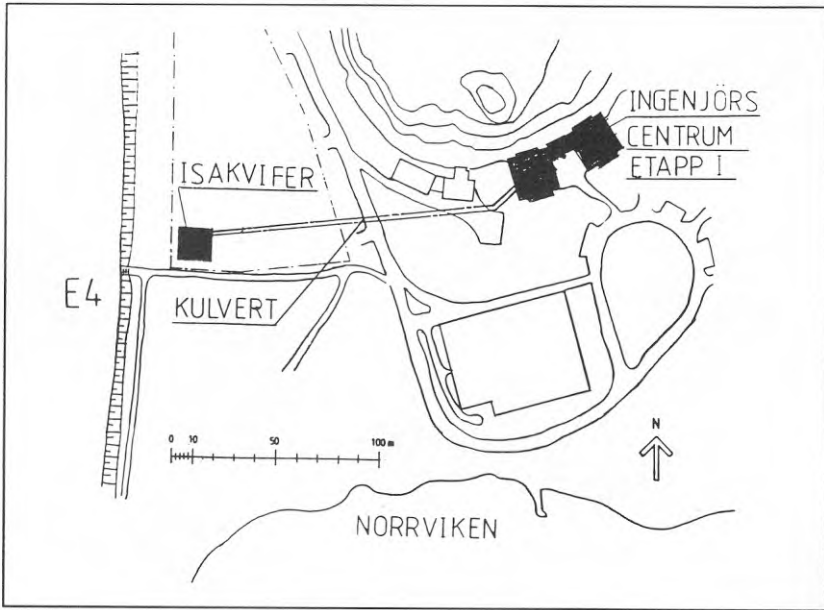 INGENJÖRS
CENTRUM
ETAPP I
ISAKVIFER
E4
KULVERT
0 10 50 100 m
N
NORRVIKEN